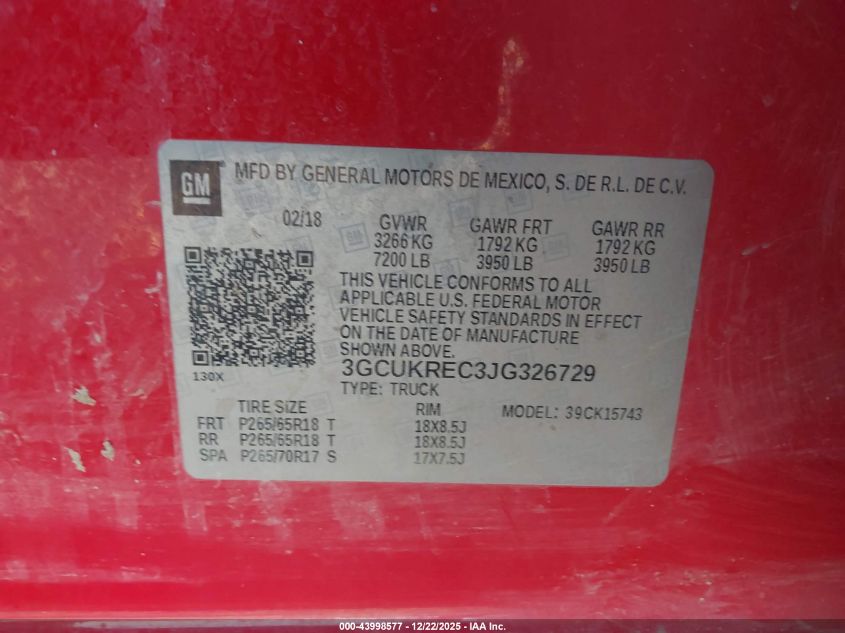 GM
MFD BY GENERAL MOTORS DE MEXICO, S. DE R.L. DE C.V.
02/18 GVWR GAWR FRT GAWR RR
3266 KG 1792 KG 1792 KG
7200 LB 3950 LB 3950 LB
THIS VEHICLE CONFORMS TO ALL
APPLICABLE U.S. FEDERAL MOTOR
VEHICLE SAFETY STANDARDS IN EFFECT
ON THE DATE OF MANUFACTURE
SHOWN ABOVE.
130X 3GCUKREC3JG326729
TYPE: TRUCK
TIRE SIZE RIM MODEL: 39CK15743
FRT P265/65R18 T 18X8.5J
RR P265/65R18 T 18X8.5J
SPA P265/70R17 S 17X7.5J
000-43998577 - 12/22/2025 - IAA Inc.